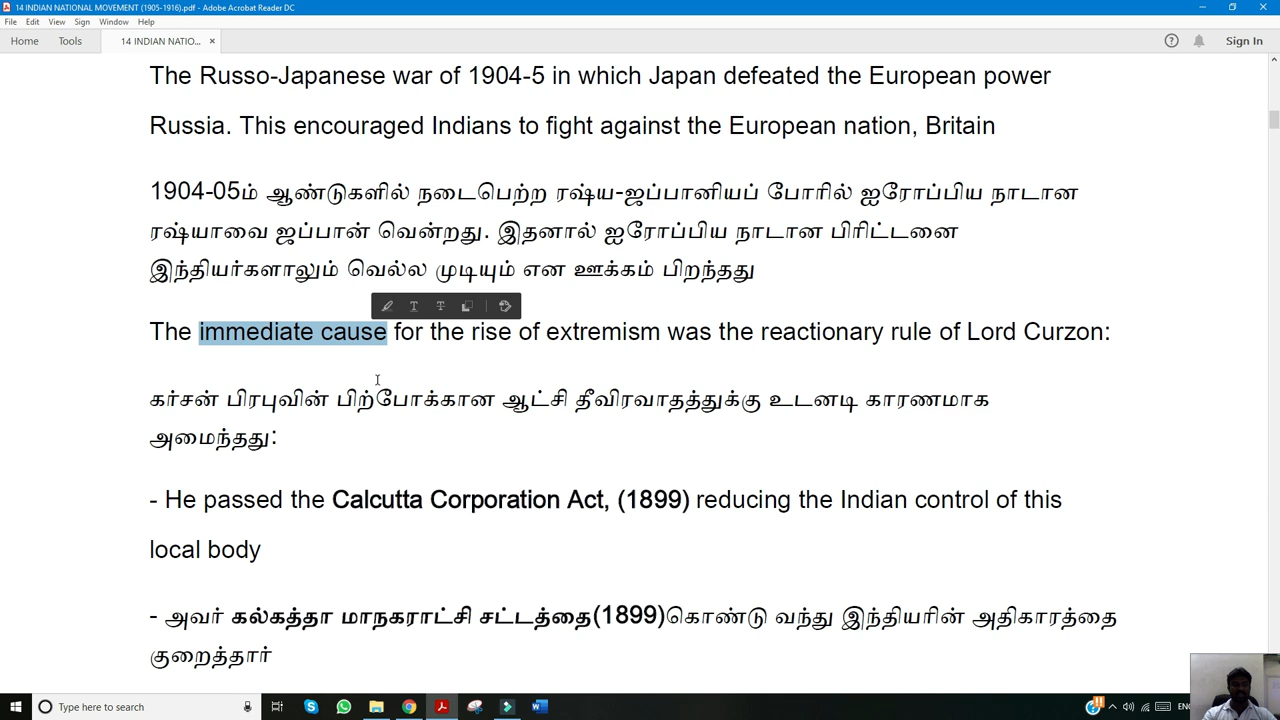 14 INDIAN NATIONAL MOVEMENT (1905-1916).pdf - Adobe Acrobat Reader DC
File Edit View Sign Window Help
Home Tools 14 INDIAN NATIO... × Sign In
The Russo-Japanese war of 1904-5 in which Japan defeated the European power
Russia. This encouraged Indians to fight against the European nation, Britain
1904-05ம் ஆண்டுகளில் நடைபெற்ற ரஷ்ய-ஜப்பானியப் போரில் ஐரோப்பிய நாடான
ரஷ்யாவை ஜப்பான் வென்றது. இதனால் ஐரோப்பிய நாடான பிரிட்டனை
இந்தியர்களாலும் வெல்ல முடியும் என ஊக்கம் பிறந்தது
The immediate cause for the rise of extremism was the reactionary rule of Lord Curzon:
கர்சன் பிரபுவின் பிற்போக்கான ஆட்சி தீவிரவாதத்துக்கு உடனடி காரணமாக
அமைந்தது:
- He passed the Calcutta Corporation Act, (1899) reducing the Indian control of this
local body
- அவர் கல்கத்தா மாநகராட்சி சட்டத்தை(1899)கொண்டு வந்து இந்தியரின் அதிகாரத்தை
குறைத்தார்
Type here to search